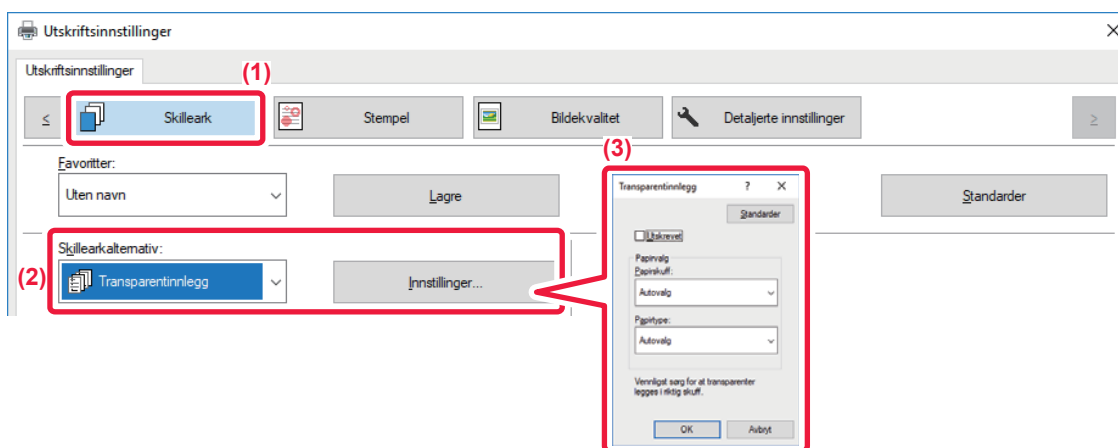 Utskriftsinnstillinger
Utskriftsinnstillinger
(1)
< Skilleark Stempel Bildekvalitet Detaljerte innstillinger >
(3)
Favoritter:
Uten navn Lagre Standarder
Skillearkalternativ:
(2) Transparentinnlegg Innstillinger...
Transparentinnlegg ? X
Standarder
Utskrevet
Papirvalg
Papirskuff:
Autovalg
Papirtype:
Autovalg
Vennligst sørg for at transparenter
legges i riktig skuff.
OK Avbryt